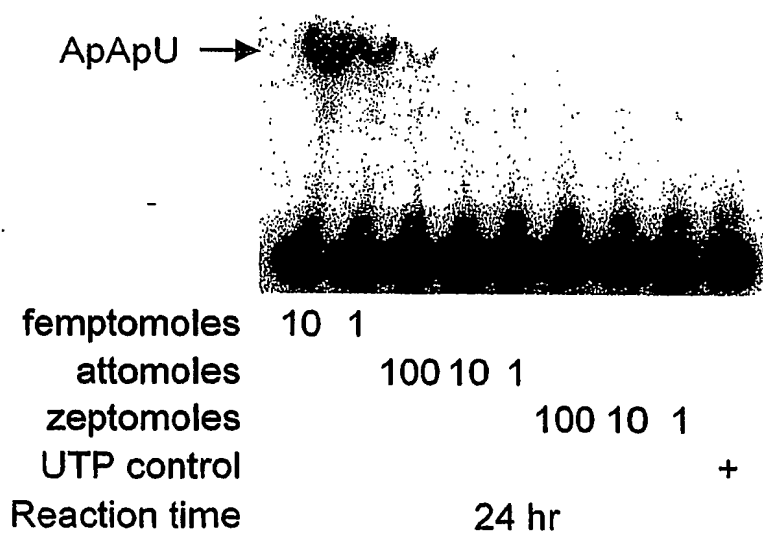 ApApU
femptomoles 10 1
attomoles 100 10 1
zeptomoles 100 10 1
UTP control +
Reaction time 24 hr